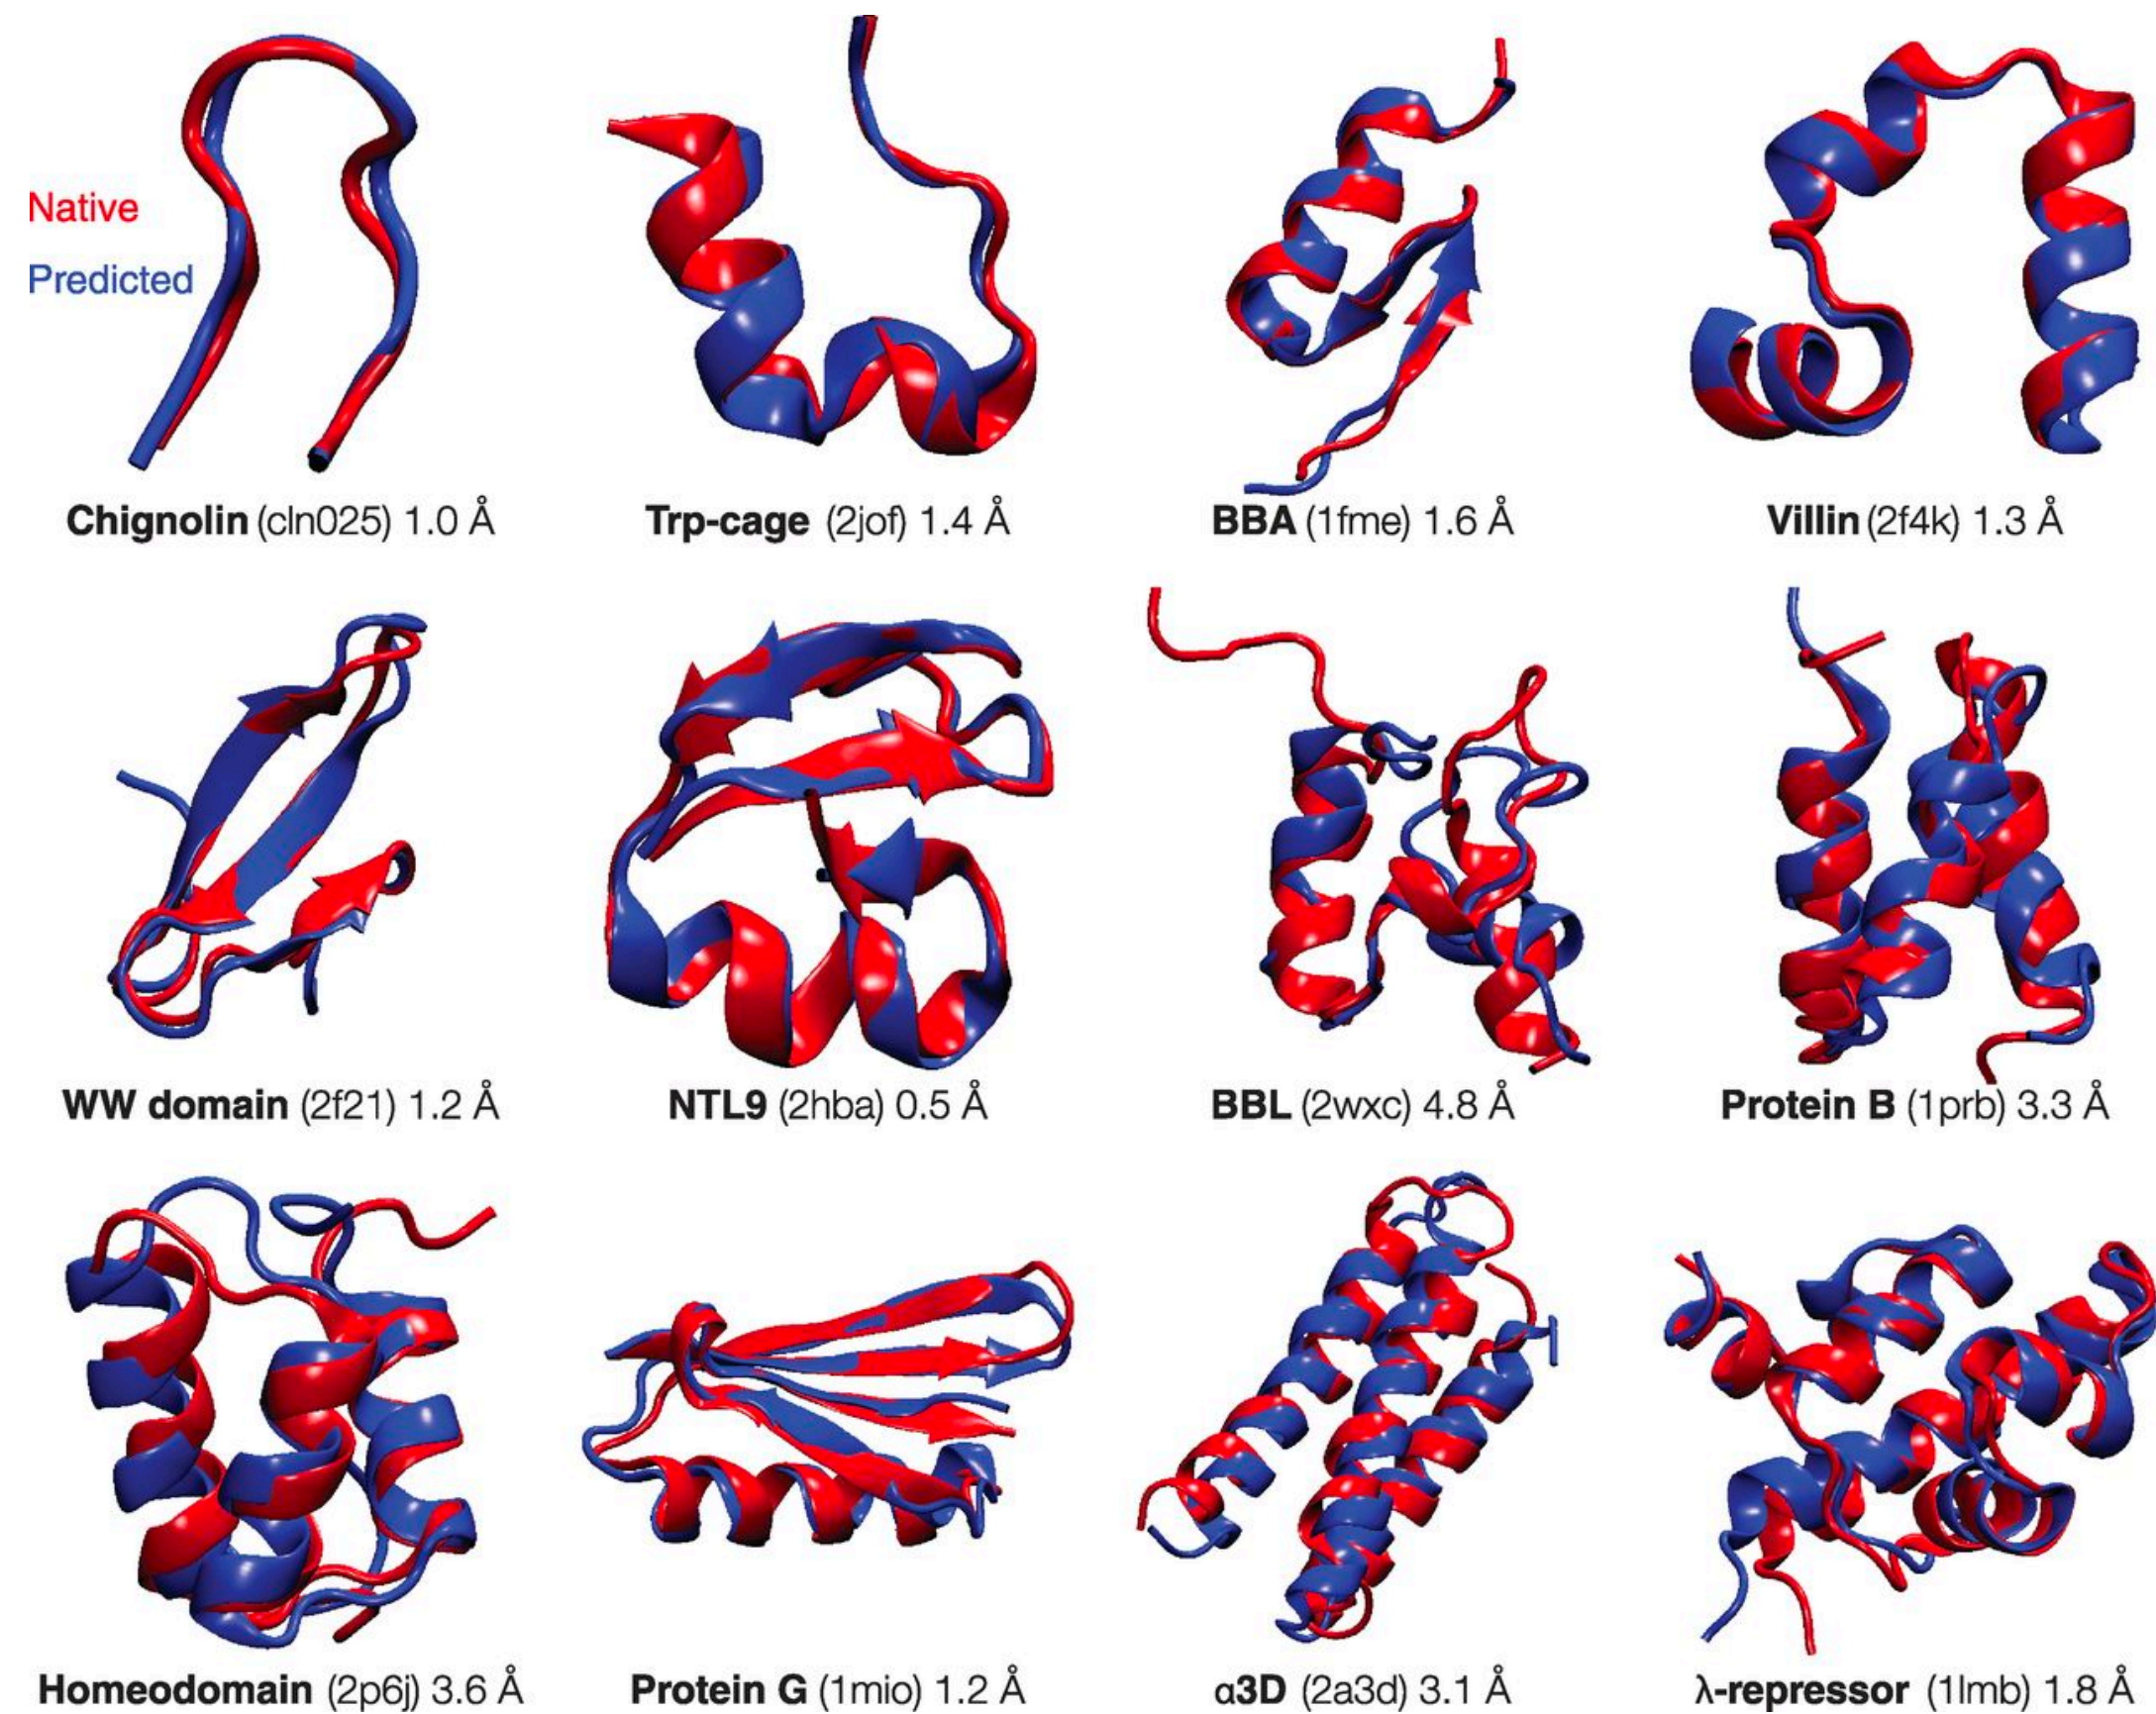 Native
Predicted
Chignolin (cln025) 1.0 Å
Trp-cage (2jof) 1.4 Å
BBA (1fme) 1.6 Å
Villin (2f4k) 1.3 Å
WW domain (2f21) 1.2 Å
NTL9 (2hba) 0.5 Å
BBL (2wxc) 4.8 Å
Protein B (1prb) 3.3 Å
Homeodomain (2p6j) 3.6 Å
Protein G (1mio) 1.2 Å
α3D (2a3d) 3.1 Å
λ-repressor (1lmb) 1.8 Å